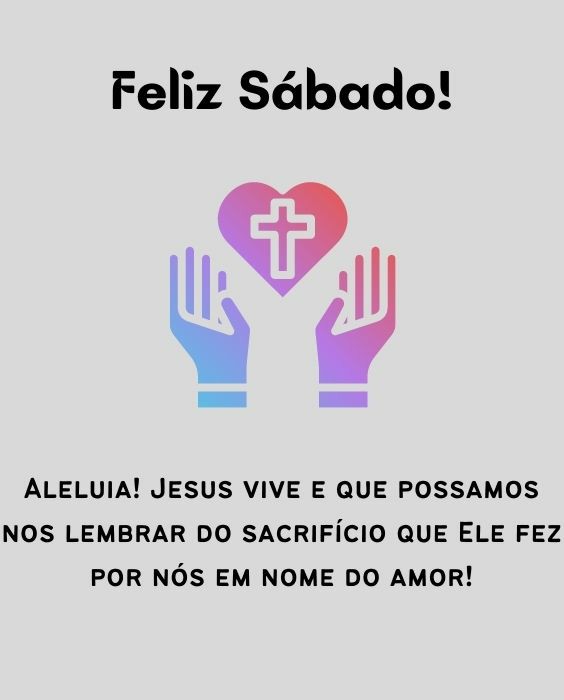 Feliz Sábado!
Aleluia! Jesus vive e que possamos
nos lembrar do sacrifício que Ele fez
por nós em nome do amor!